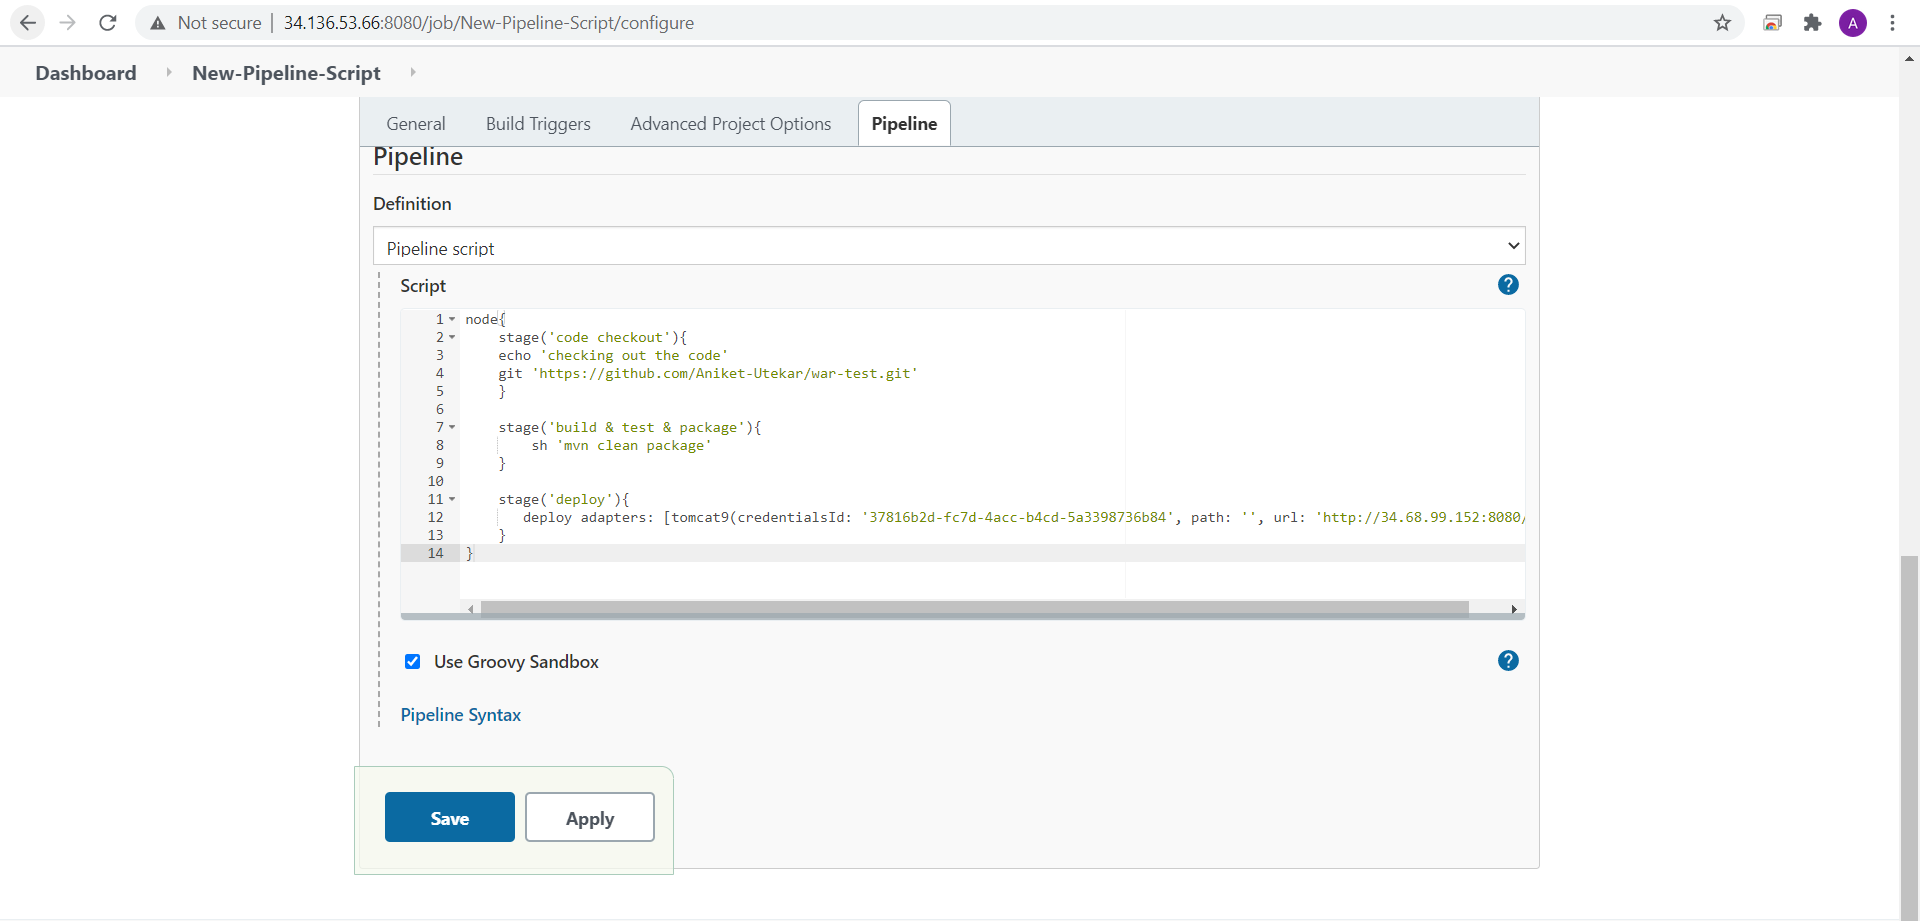 Not secure | 34.136.53.66:8080/job/New-Pipeline-Script/configure A
Dashboard New-Pipeline-Script
General Build Triggers Advanced Project Options Pipeline
Pipeline
Definition
Pipeline script
Script ?
1 node{
2 stage('code checkout'){
3 echo 'checking out the code'
4 git 'https://github.com/Aniket-Utekar/war-test.git'
5 }
6
7 stage('build & test & package'){
8 sh 'mvn clean package'
9 }
10
11 stage('deploy'){
12 deploy adapters: [tomcat9(credentialsId: '37816b2d-fc7d-4acc-b4cd-5a3398736b84', path: '', url: 'http://34.68.99.152:8080/
13 }
14 }
Use Groovy Sandbox ?
Pipeline Syntax
Save Apply